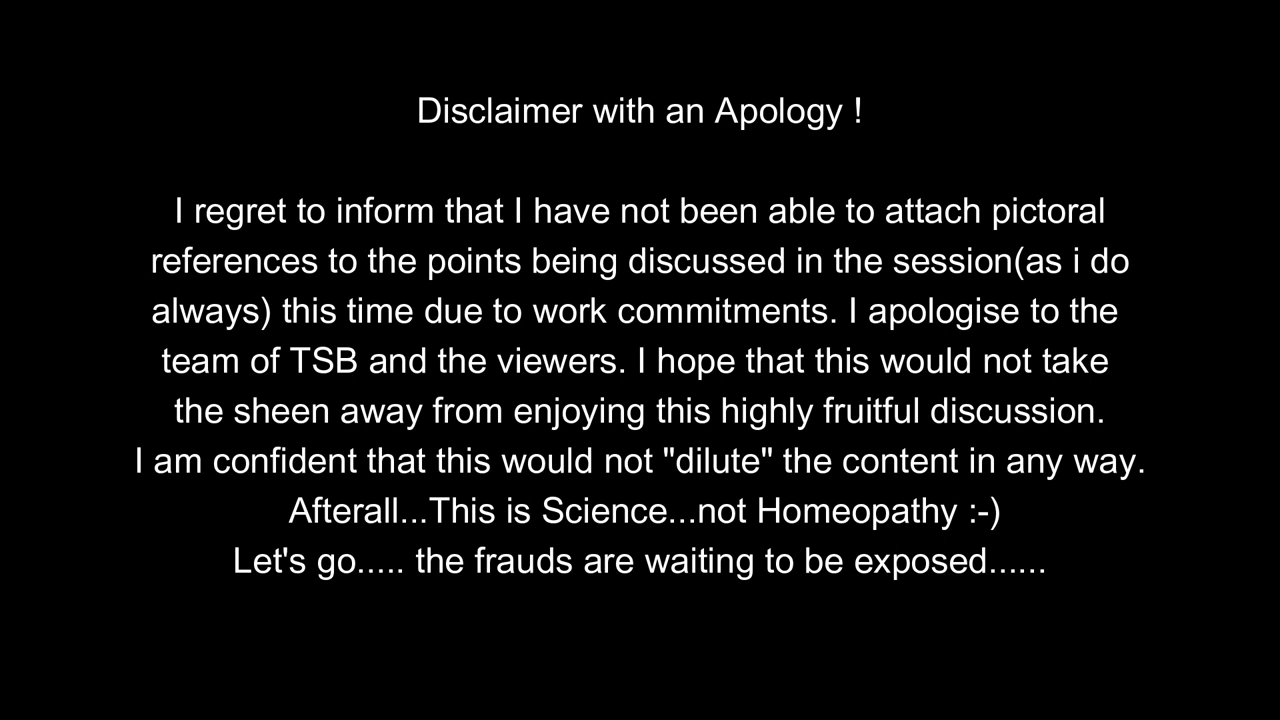 Disclaimer with an Apology !
I regret to inform that I have not been able to attach pictoral
references to the points being discussed in the session(as i do
always) this time due to work commitments. I apologise to the
team of TSB and the viewers. I hope that this would not take
the sheen away from enjoying this highly fruitful discussion.
I am confident that this would not "dilute" the content in any way.
Afterall...This is Science...not Homeopathy :-)
Let's go..... the frauds are waiting to be exposed......